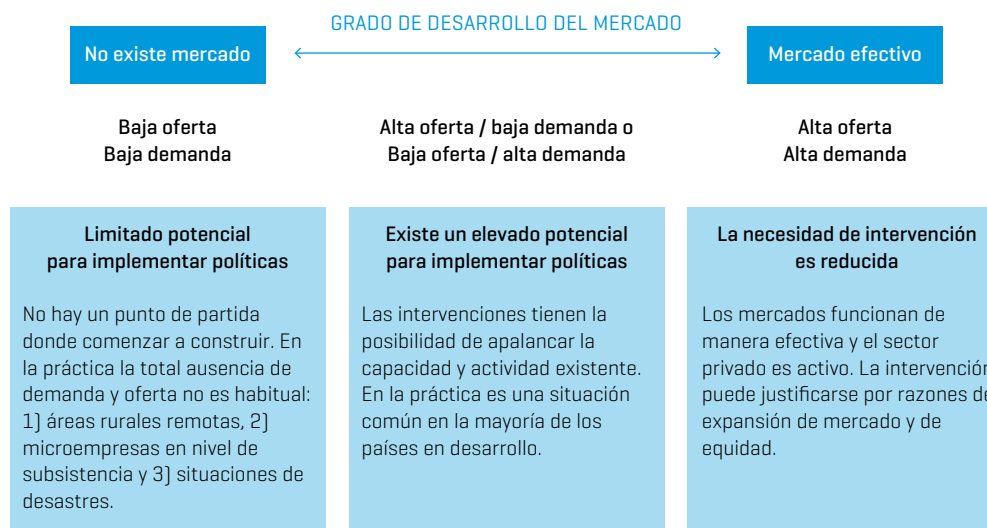 GRADO DE DESARROLLO DEL MERCADO
No existe mercado
Mercado efectivo
Baja oferta
Baja demanda
Alta oferta / baja demanda o
Baja oferta / alta demanda
Alta oferta
Alta demanda
Limitado potencial
para implementar políticas
No hay un punto de partida
donde comenzar a construir. En
la práctica la total ausencia de
demanda y oferta no es habitual:
1) áreas rurales remotas, 2)
microempresas en nivel de
subsistencia y 3) situaciones de
desastres.
Existe un elevado potencial
para implementar políticas
Las intervenciones tienen la
posibilidad de apalancar la
capacidad y actividad existente.
En la práctica es una situación
común en la mayoría de los
países en desarrollo.
La necesidad de intervención
es reducida
Los mercados funcionan de
manera efectiva y el sector
privado es activo. La intervención
puede justificarse por razones de
expansión de mercado y de
equidad.